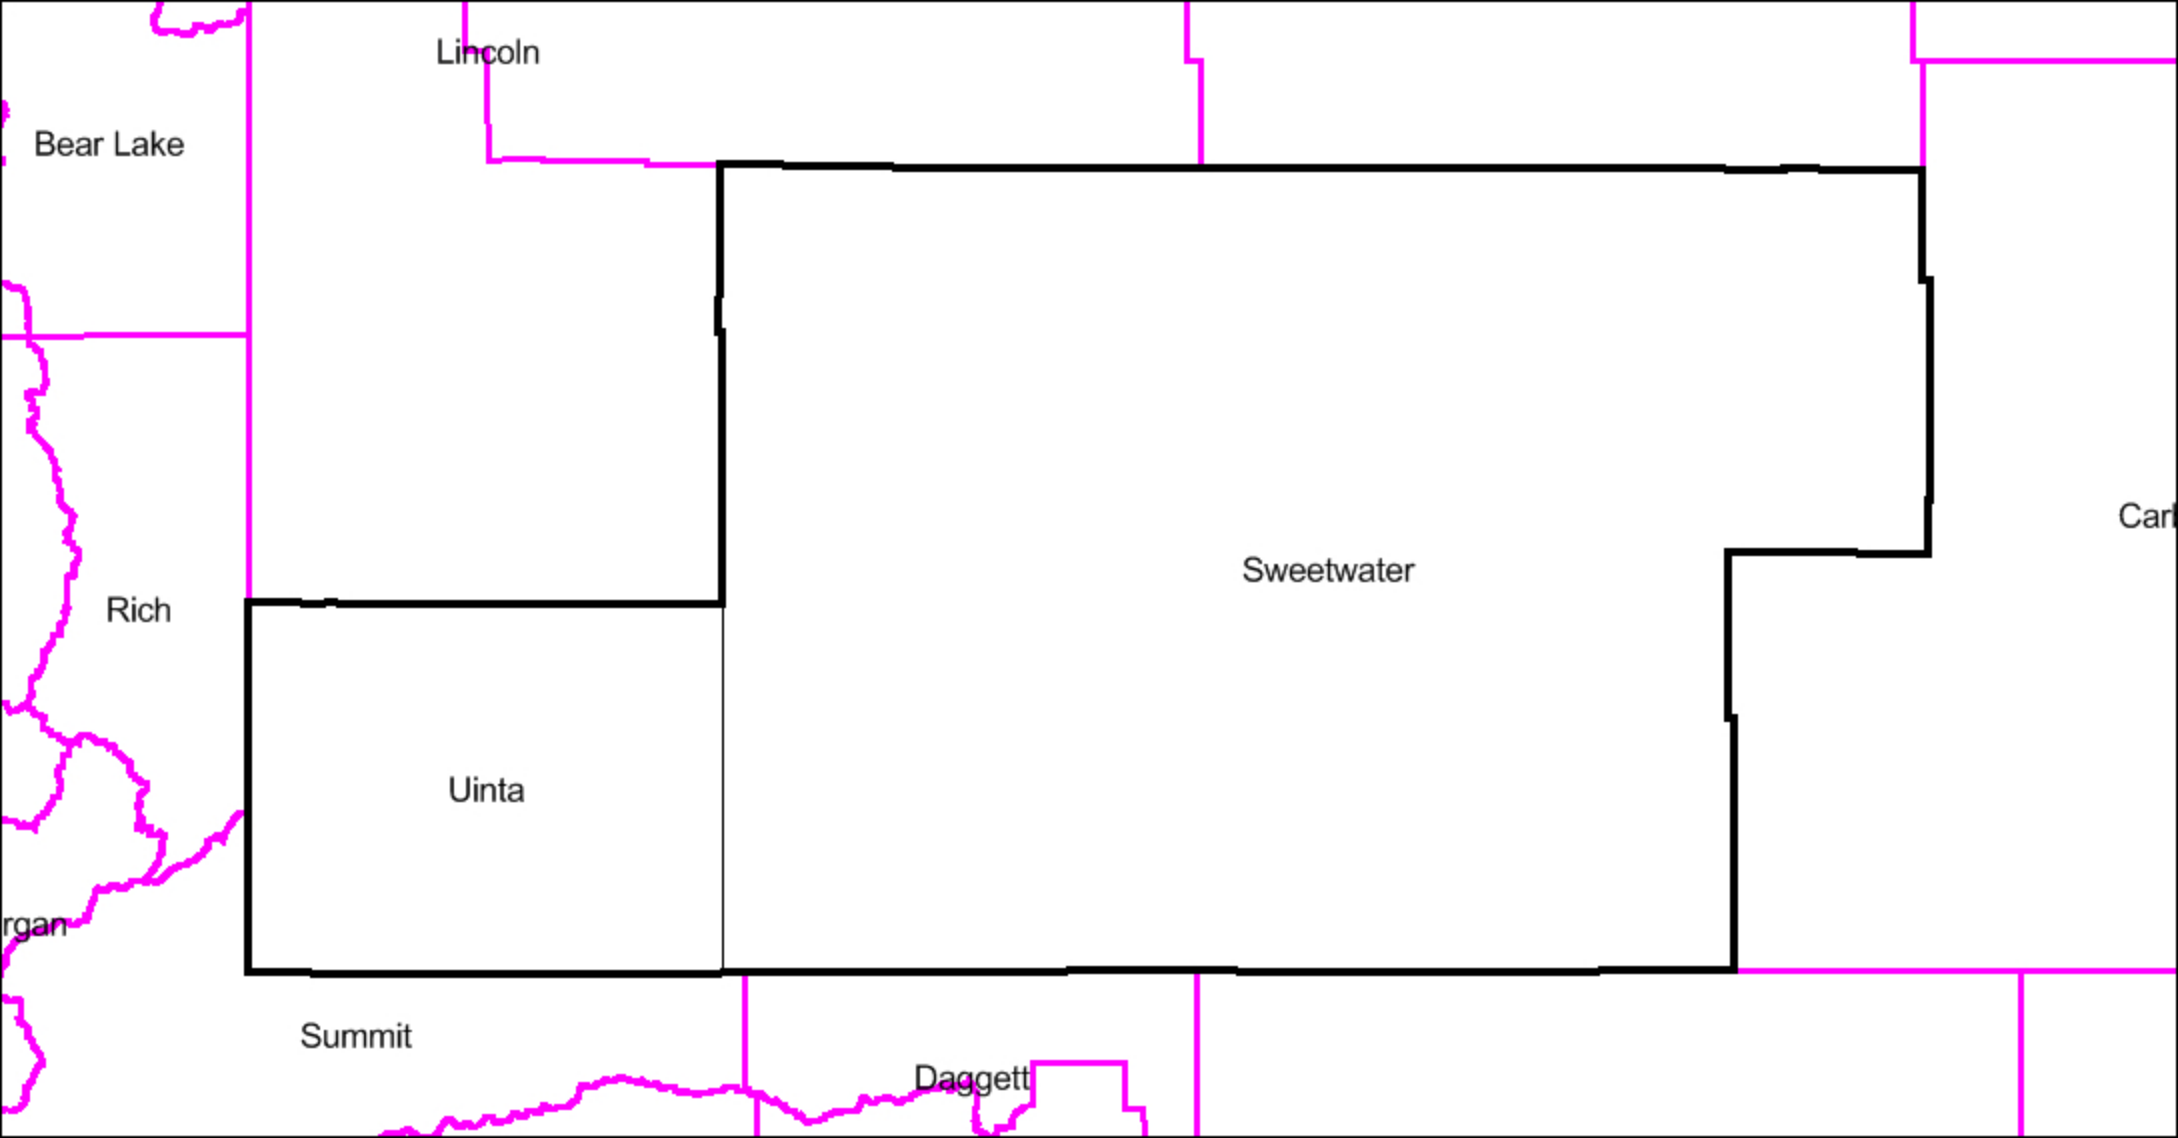 Lincoln
Bear Lake
Sweetwater
Rich
Uinta
Summit
Daggett